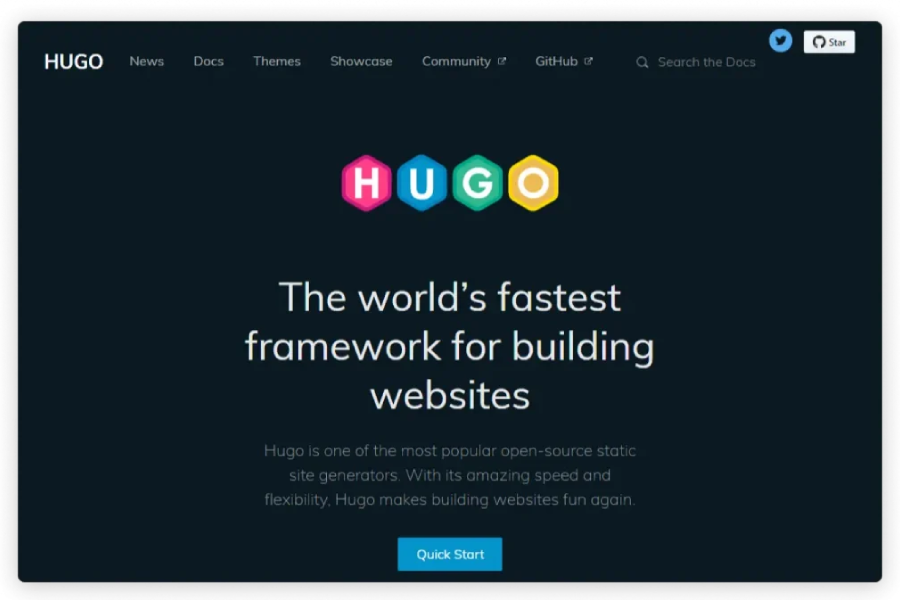 HUGO News Docs Themes Showcase Community GitHub Search the Docs Star
HUGO
The world's fastest
framework for building
websites
Hugo is one of the most popular open-source static
site generators. With its amazing speed and
flexibility, Hugo makes building websites fun again.
Quick Start